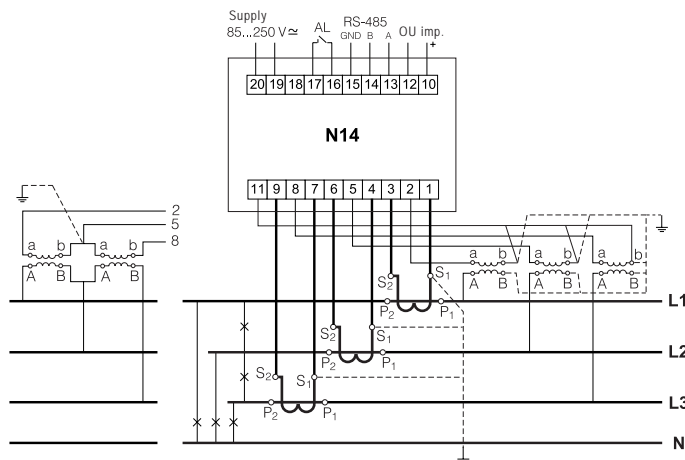 Supply
85...250 V≃
AL
RS-485
GND B A
OU imp.
+
20 19 18 17 16 15 14 13 12 10
N14
11 9 8 7 6 5 4 3 2 1
2
5
8
a b a b
A B A B
a b a b a b
A B A B A B
S2 S1
P2 P1
L1
S2 S1
P2 P1
L2
S2 S1
P2 P1
L3
N